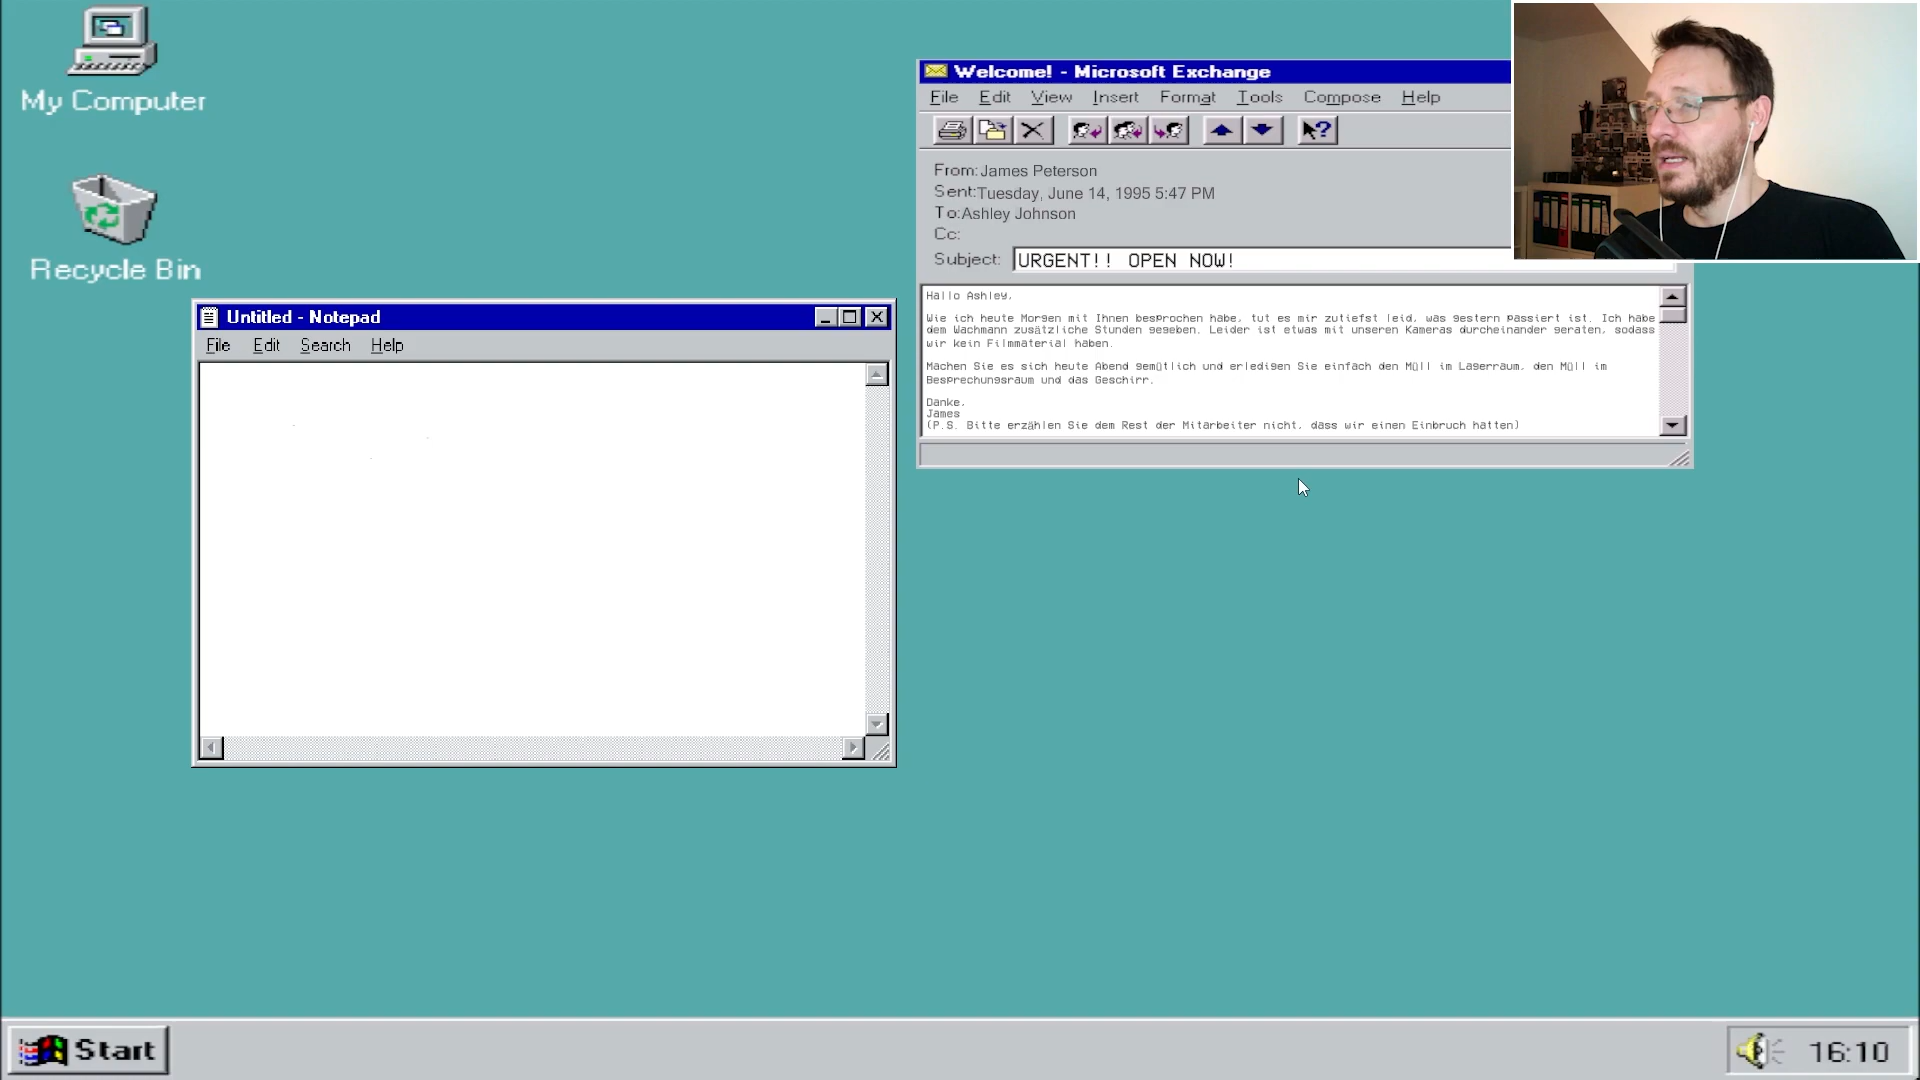 My Computer
Recycle Bin
Welcome! - Microsoft Exchange
File Edit View Insert Format Tools Compose Help
From: James Peterson
Sent: Tuesday, June 14, 1995 5:47 PM
To: Ashley Johnson
Cc:
Subject: URGENT!! OPEN NOW!
Hallo Ashley,
Wie ich heute Morgen mit Ihnen besprochen habe, tut es mir zutiefst leid, was gestern passiert ist. Ich habe
dem Wachmann zusätzliche Stunden gegeben. Leider ist etwas mit unseren Kameras durcheinander geraten, sodass
wir kein Filmmaterial haben.
Machen Sie es sich heute Abend gem▯tlich und erledigen Sie einfach den M▯ll im Lagerraum, den M▯ll im
Besprechungsraum und das Geschirr.
Danke,
James
(P.S. Bitte erzählen Sie dem Rest der Mitarbeiter nicht, dass wir einen Einbruch hatten)
Untitled - Notepad
File Edit Search Help
Start
16:10